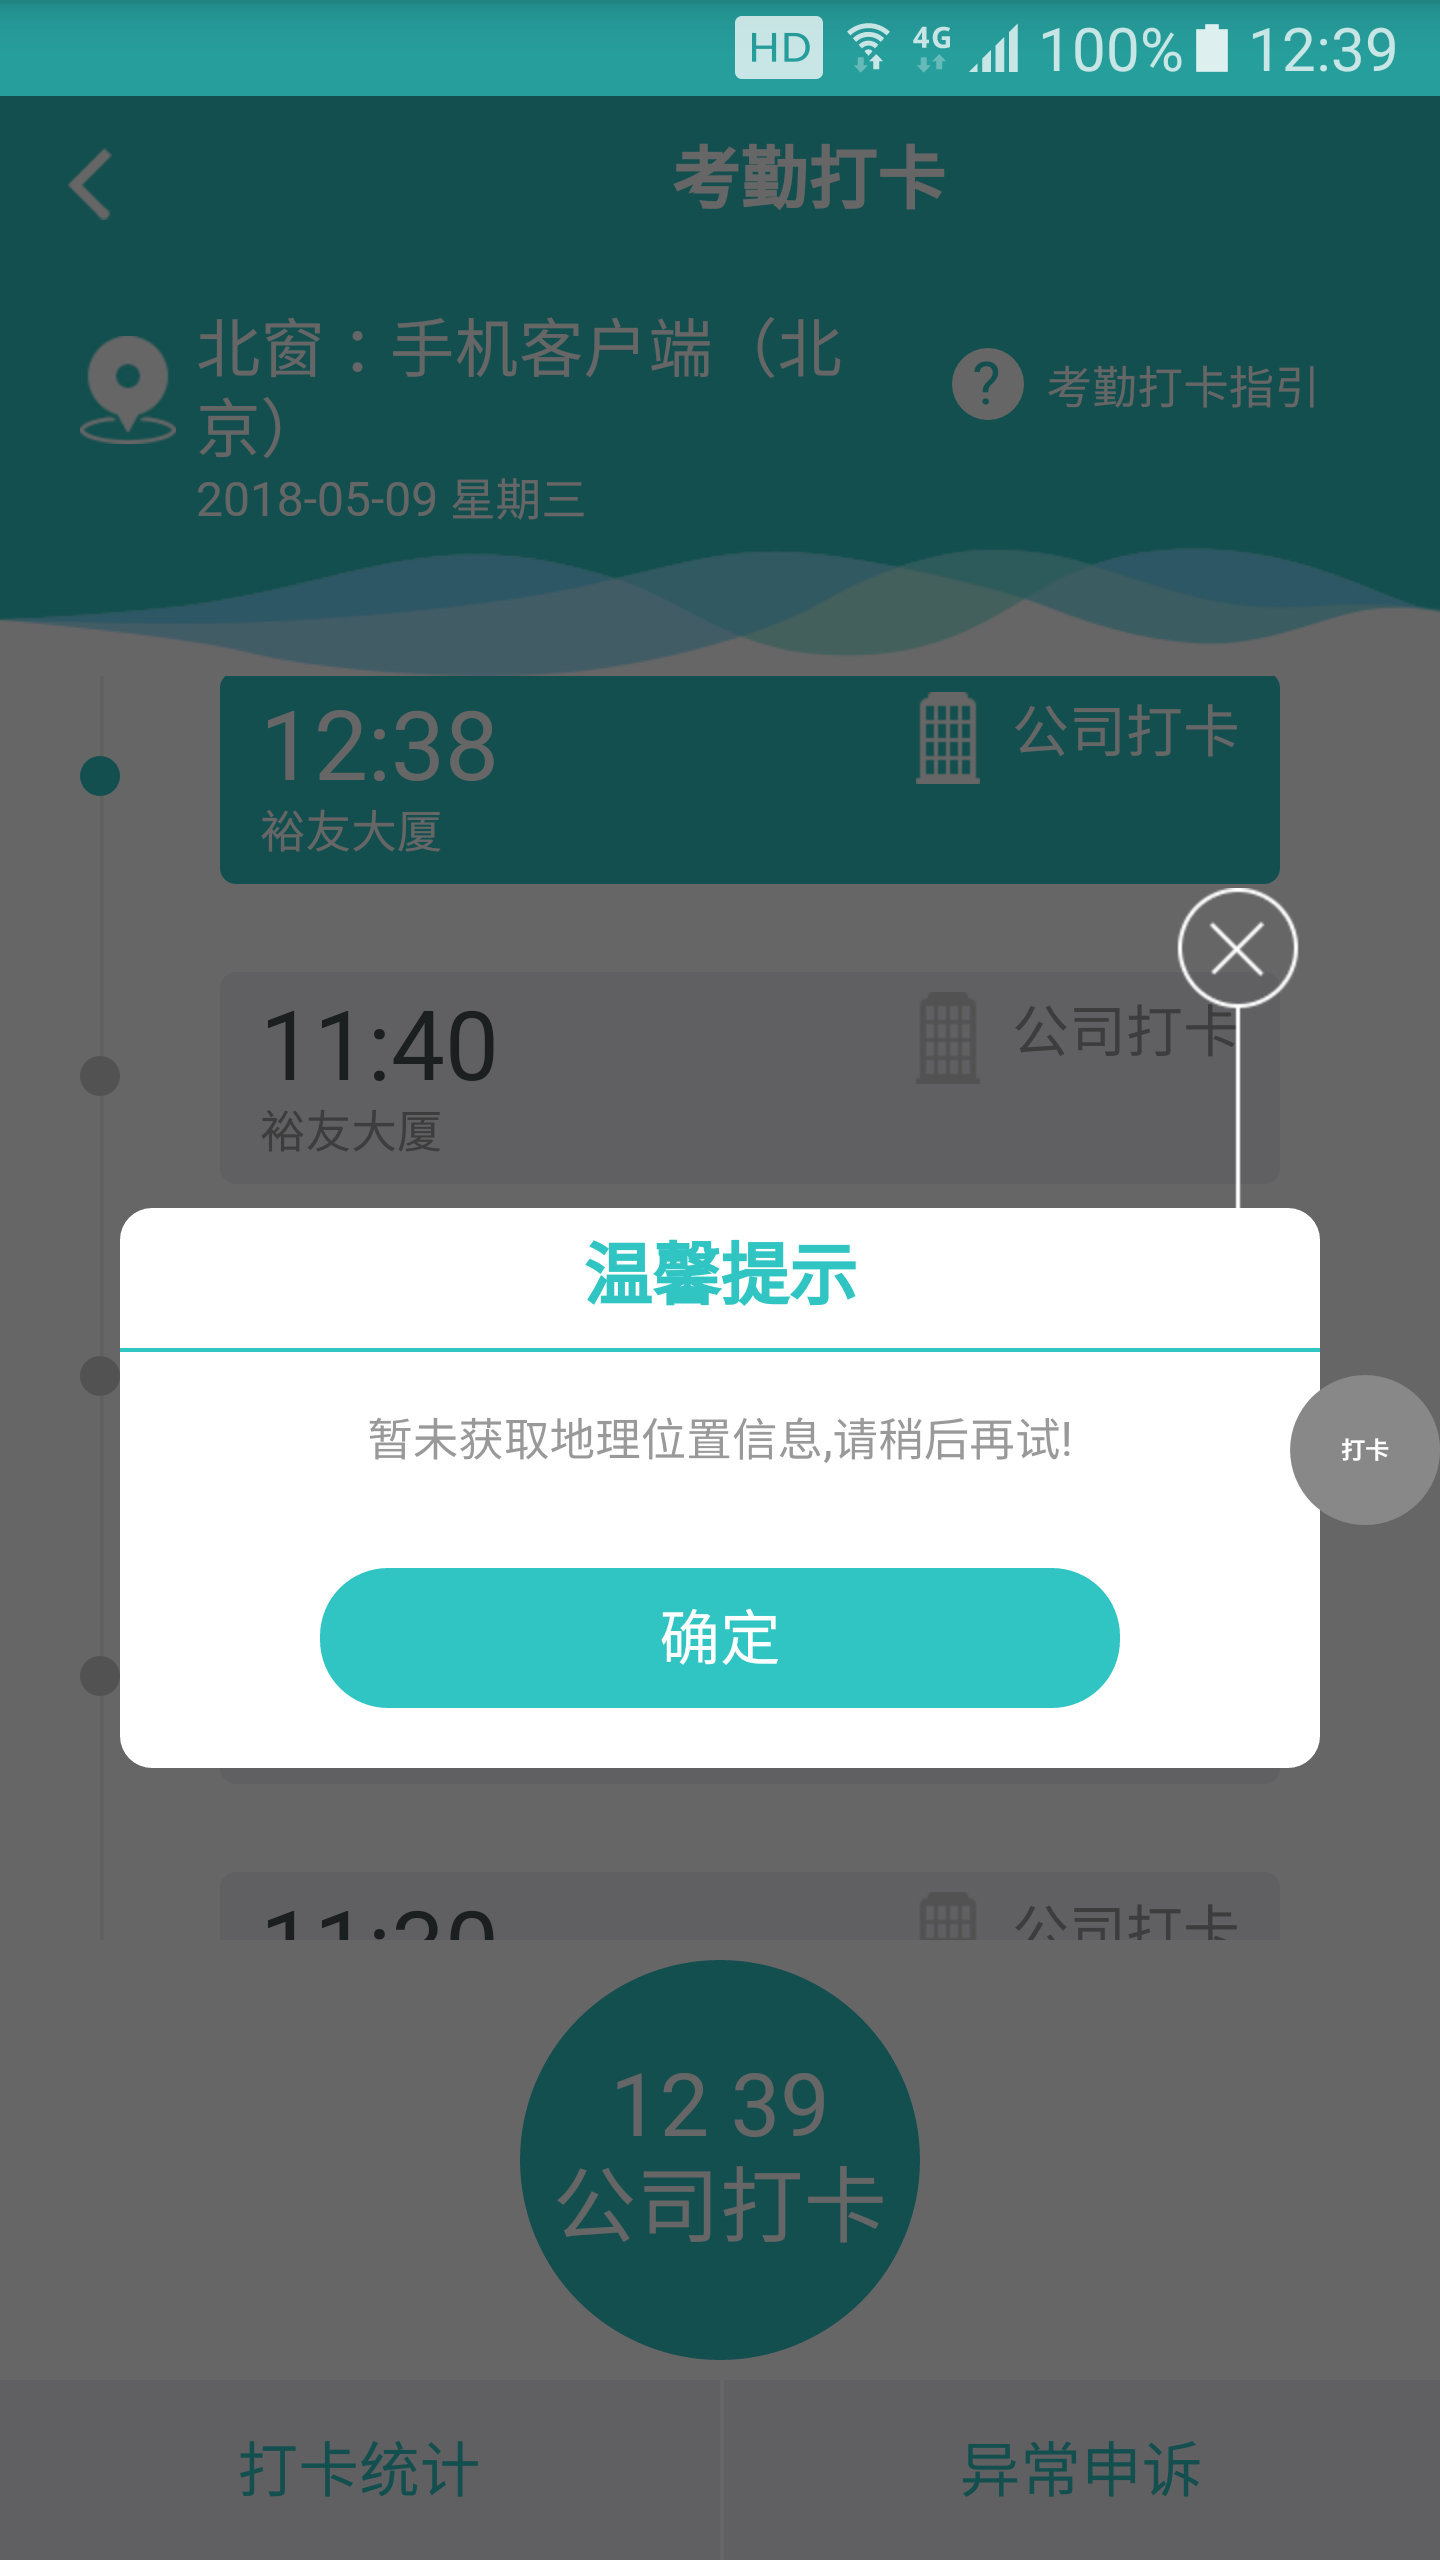 HD 4G 100% 12:39
考勤打卡
北窗：手机客户端（北
京）
? 考勤打卡指引
2018-05-09 星期三
12:38 公司打卡
裕友大厦
11:40 公司打卡
裕友大厦
温馨提示
暂未获取地理位置信息,请稍后再试!
打卡
确定
公司打卡
12 39
公司打卡
打卡统计 异常申诉